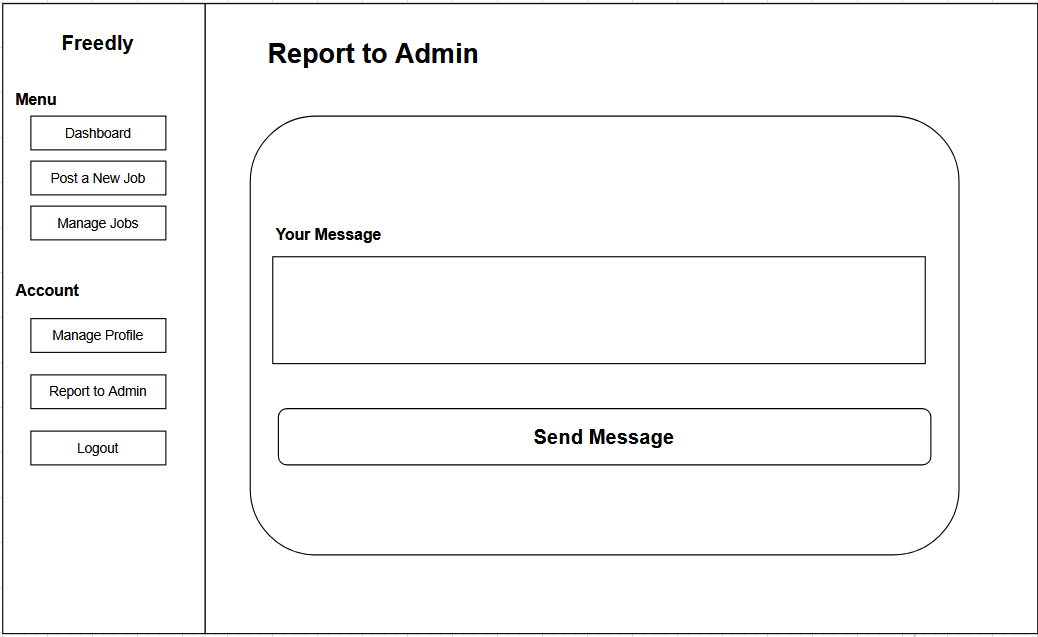 Freedly
Menu
Dashboard
Post a New Job
Manage Jobs
Account
Manage Profile
Report to Admin
Logout
Report to Admin
Your Message
Send Message